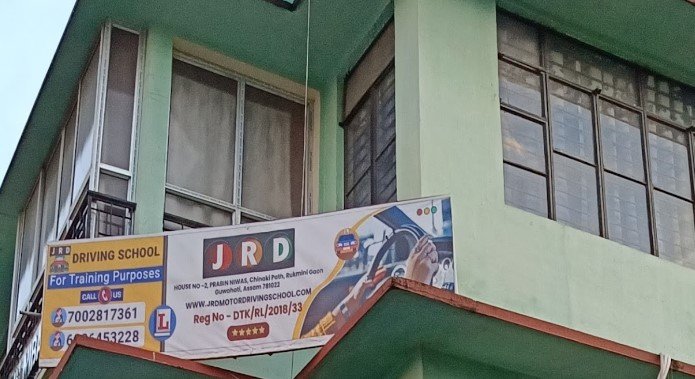 JRD
DRIVING SCHOOL
For Training Purposes
CALL US
7002817361
6453228
L
JRD
HOUSE NO -2, PRABIN NIWAS, Chinaki Path, Rukmini Gaon
Guwahati, Assam 781022
WWW.JRDMOTORDRIVINGSCHOOL.COM
Reg No - DTK/RL/2018/33